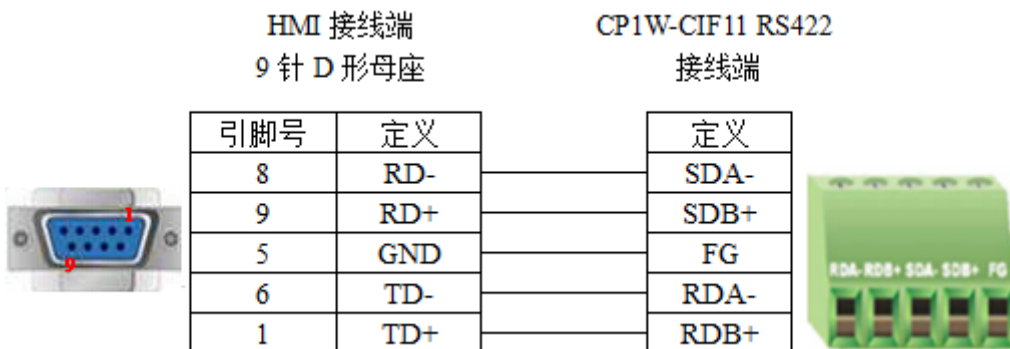 HMI 接线端 CP1W-CIF11 RS422
9 针 D 形母座 接线端
引脚号 定义 定义
8 RD- SDA-
9 RD+ SDB+
5 GND FG
6 TD- RDA-
1 TD+ RDB+
1
9
RDA- RDB+ SDA- SDB+ FG